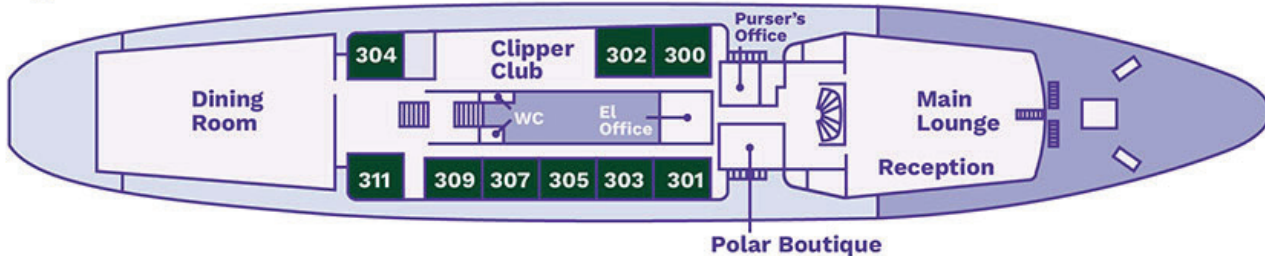 Purser's
Office
304
Clipper
Club
302
300
Dining
Room
WC
El
Office
Main
Lounge
Reception
311
309
307
305
303
301
Polar Boutique